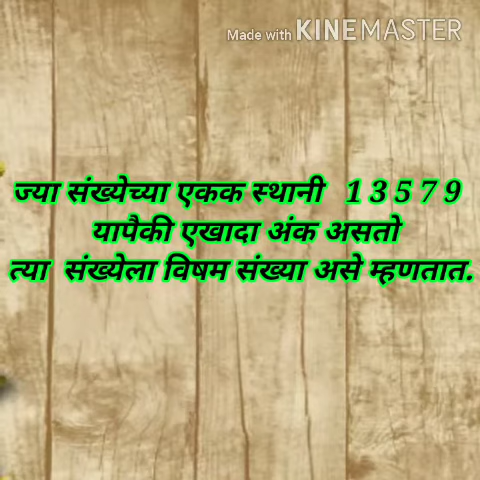 Made with KINEMASTER
ज्या संख्येच्या एकक स्थानी 1 3 5 7 9
यापैकी एखादा अंक असतो
त्या संख्येला विषम संख्या असे म्हणतात.